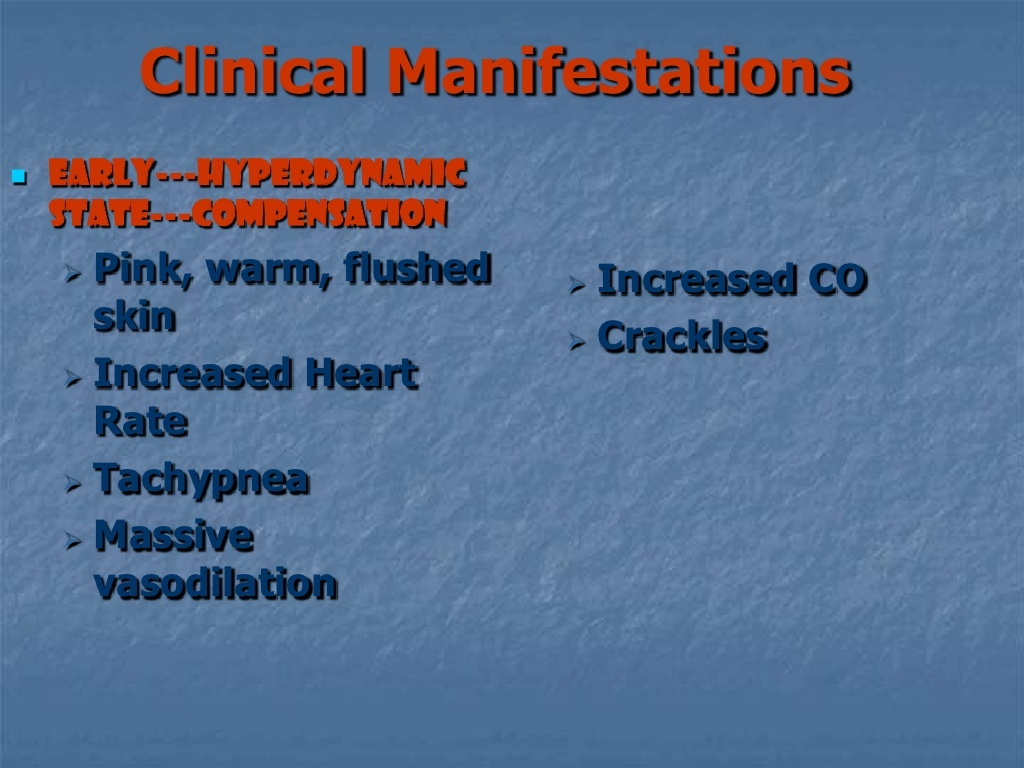 Clinical Manifestations
EARLY---HYPERDYNAMIC
STATE---COMPENSATION
Pink, warm, flushed
skin
Increased Heart
Rate
Tachypnea
Massive
vasodilation
Increased CO
Crackles